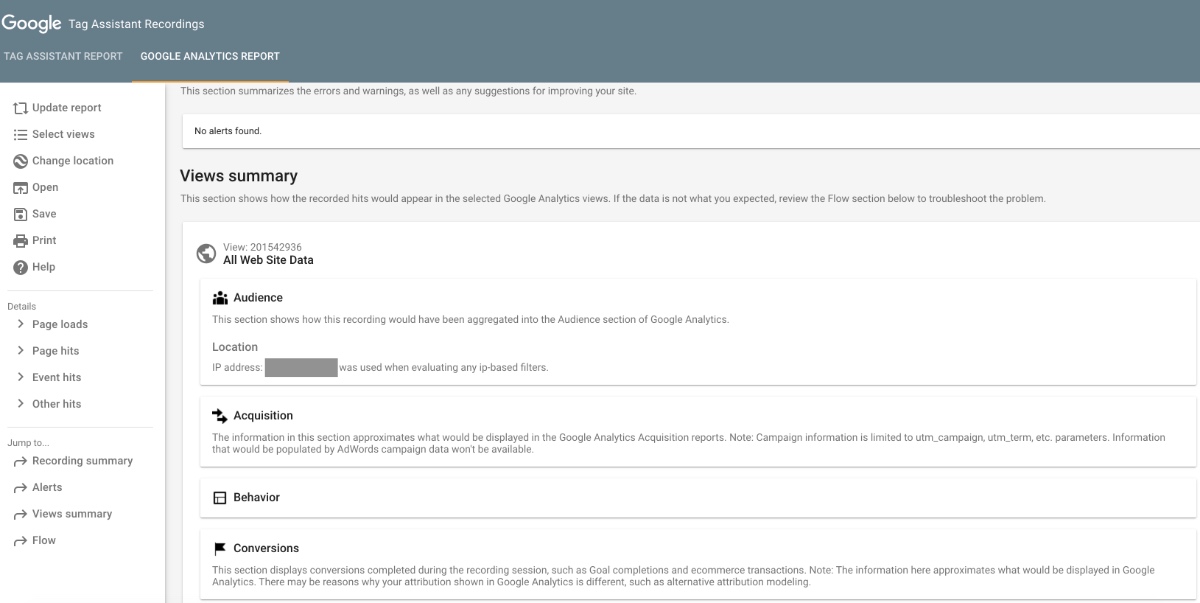 Google Tag Assistant Recordings
TAG ASSISTANT REPORT
GOOGLE ANALYTICS REPORT
Update report
Select views
Change location
Open
Save
Print
Help
Details
Page loads
Page hits
Event hits
Other hits
Jump to...
Recording summary
Alerts
Views summary
Flow
This section summarizes the errors and warnings, as well as any suggestions for improving your site.
No alerts found.
Views summary
This section shows how the recorded hits would appear in the selected Google Analytics views. If the data is not what you expected, review the Flow section below to troubleshoot the problem.
View: 201542936
All Web Site Data
Audience
This section shows how this recording would have been aggregated into the Audience section of Google Analytics.
Location
IP address: was used when evaluating any ip-based filters.
Acquisition
The information in this section approximates what would be displayed in the Google Analytics Acquisition reports. Note: Campaign information is limited to utm_campaign, utm_term, etc. parameters. Information
that would be populated by AdWords campaign data won't be available.
Behavior
Conversions
This section displays conversions completed during the recording session, such as Goal completions and ecommerce transactions. Note: The information here approximates what would be displayed in Google
Analytics. There may be reasons why your attribution shown in Google Analytics is different, such as alternative attribution modeling.